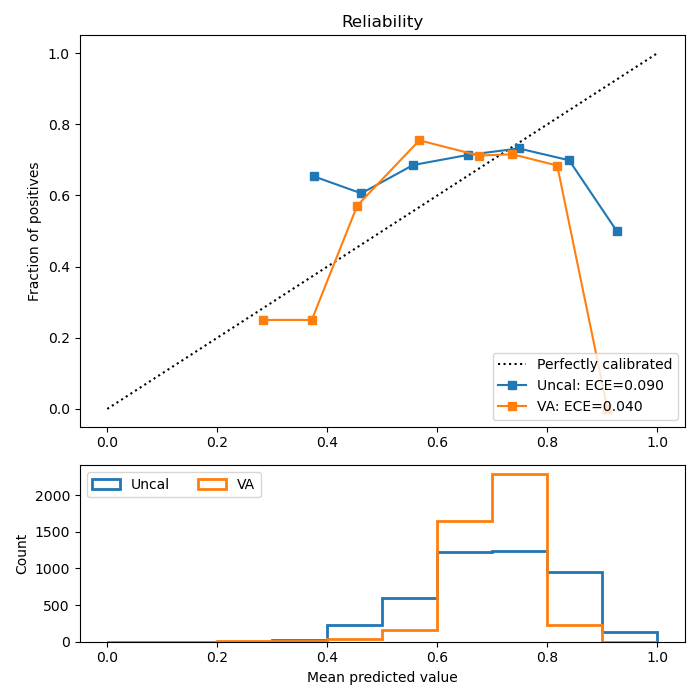 Reliability
1.0
0.8
0.6
0.4
0.2
0.0
Fraction of positives
Perfectly calibrated
Uncal: ECE=0.090
VA: ECE=0.040
0.0 0.2 0.4 0.6 0.8 1.0
Uncal VA
2000
1500
1000
500
0
Count
0.0 0.2 0.4 0.6 0.8 1.0
Mean predicted value